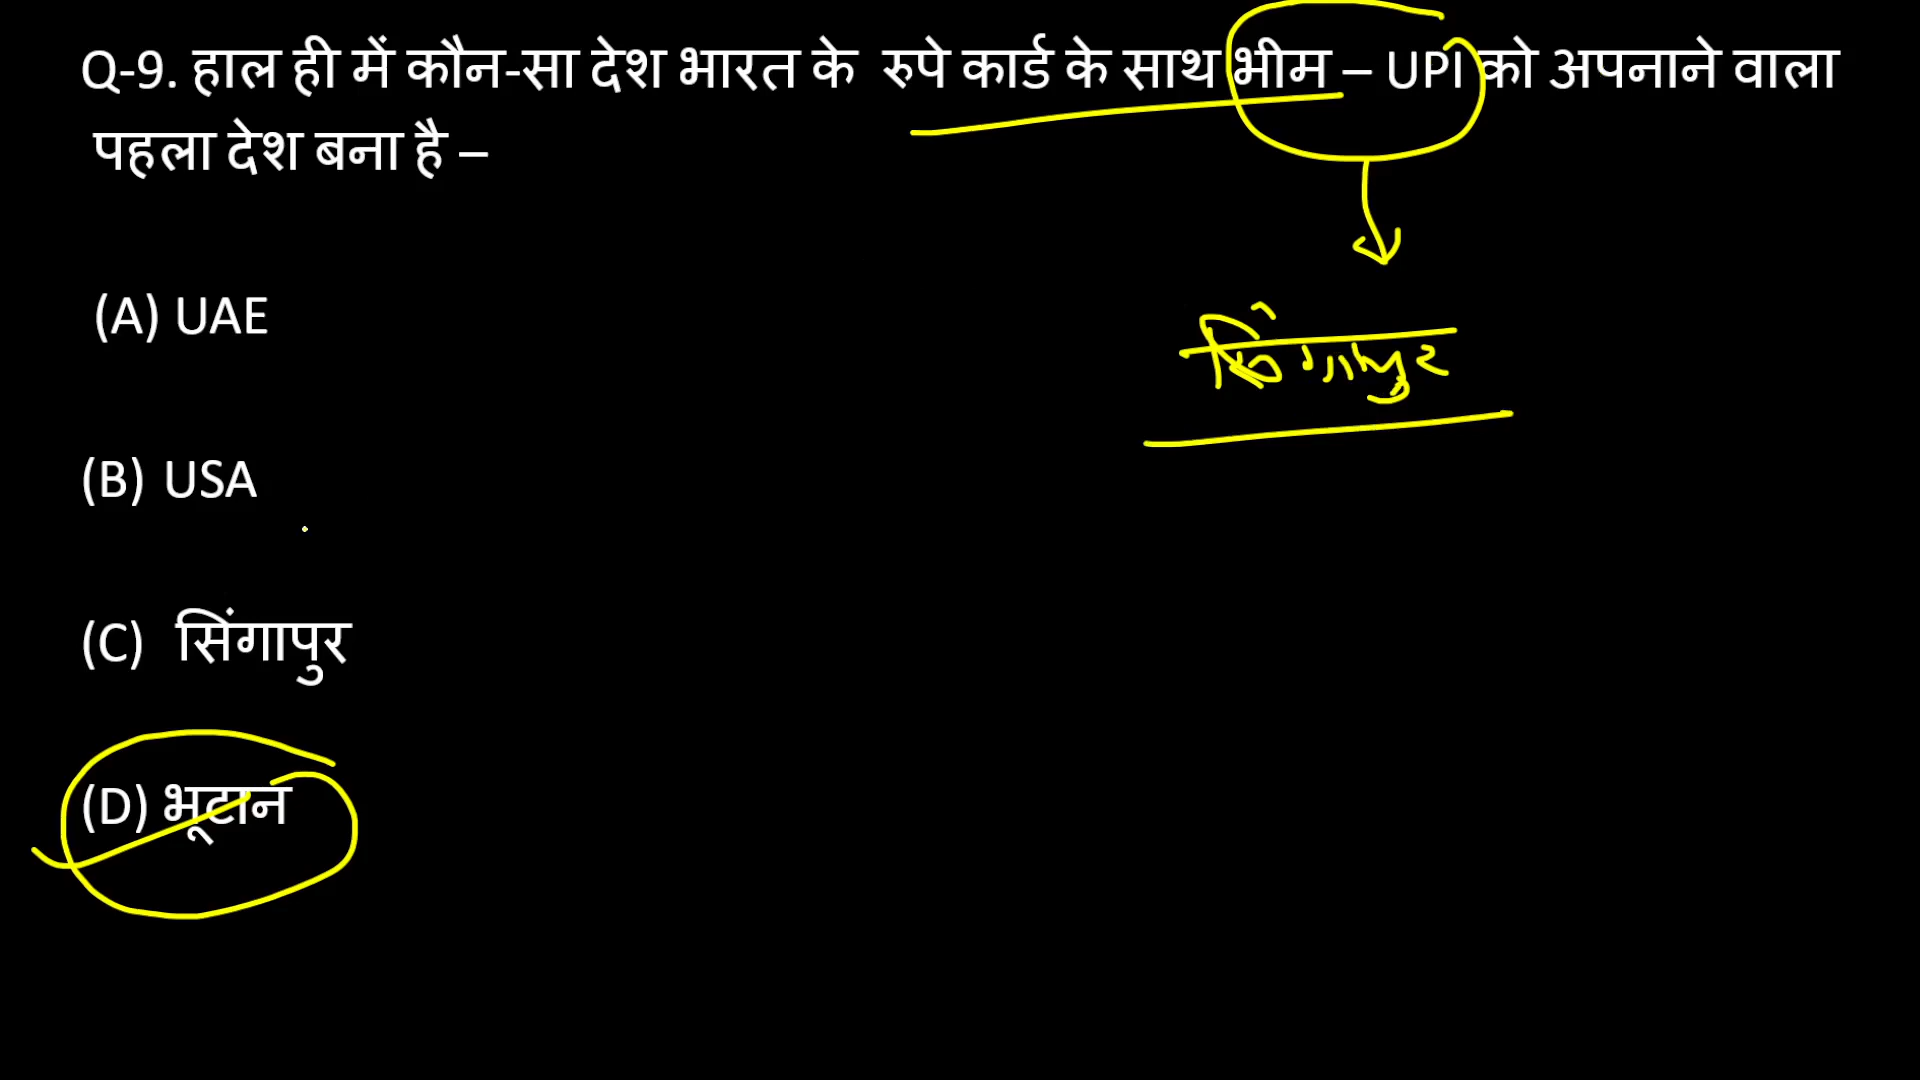 Q-9. हाल ही में कौन-सा देश भारत के रुपे कार्ड के साथ भीम – UPI को अपनाने वाला
पहला देश बना है –
(A) UAE
(B) USA
(C) सिंगापुर
(D) भूटान